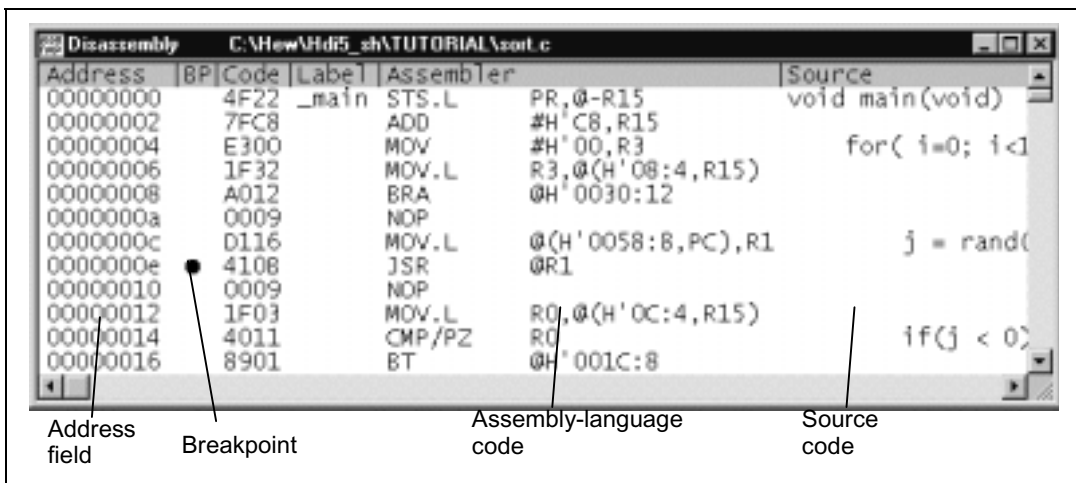 Disassembly C:\Hew\Hdi5_sh\TUTORIAL\sort.c
Address BP Code Label Assembler Source
00000000 4F22 _main STS.L PR,@-R15 void main(void)
00000002 7FC8 ADD #H'C8,R15
00000004 E300 MOV #H'00,R3 for( i=0; i<1
00000006 1F32 MOV.L R3,@(H'08:4,R15)
00000008 A012 BRA @H'0030:12
0000000a 0009 NOP
0000000c D116 MOV.L @(H'0058:8,PC),R1 j = rand(
0000000e 410B JSR @R1
00000010 0009 NOP
00000012 1F03 MOV.L R0,@(H'0C:4,R15)
00000014 4011 CMP/PZ R0 if(j < 0)
00000016 8901 BT @H'001C:8
Address field
Breakpoint
Assembly-language code
Source code